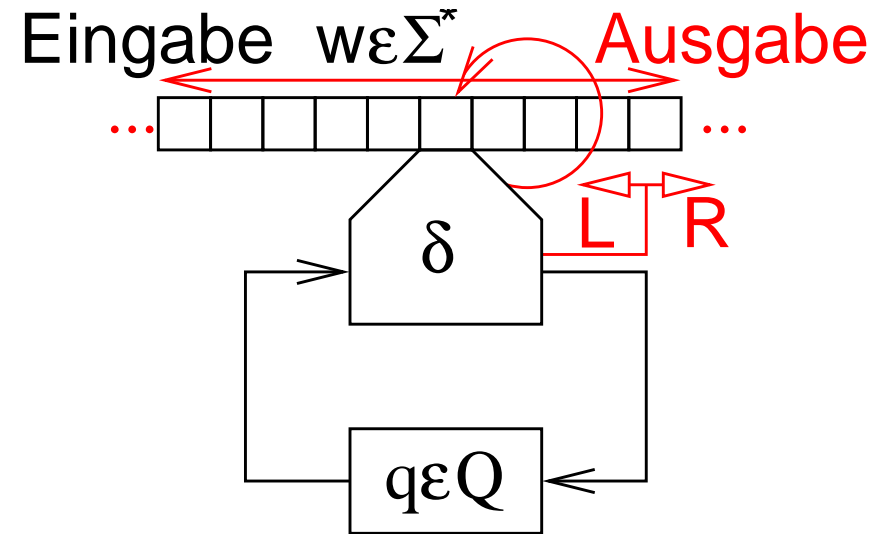 Eingabe wεΣ* Ausgabe
... ...
L R
δ
qεQ